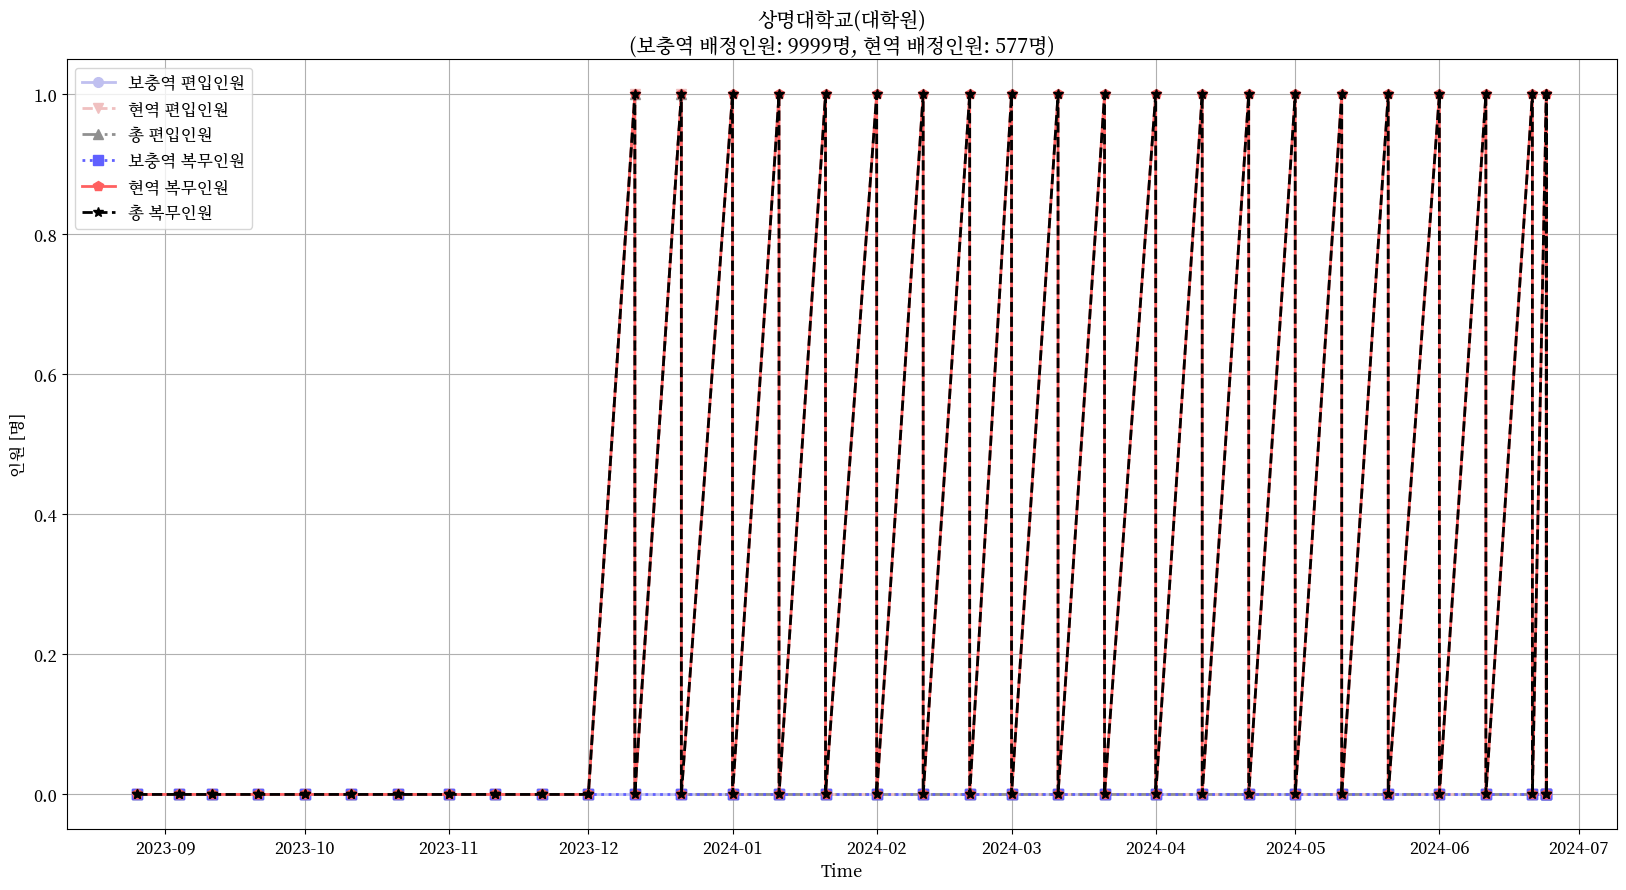 상명대학교(대학원)
(보충역 배정인원: 9999명, 현역 배정인원: 577명)
보충역 편입인원
현역 편입인원
총 편입인원
보충역 복무인원
현역 복무인원
총 복무인원
인원 [명]
1.0
0.8
0.6
0.4
0.2
0.0
2023-09 2023-10 2023-11 2023-12 2024-01 2024-02 2024-03 2024-04 2024-05 2024-06 2024-07
Time